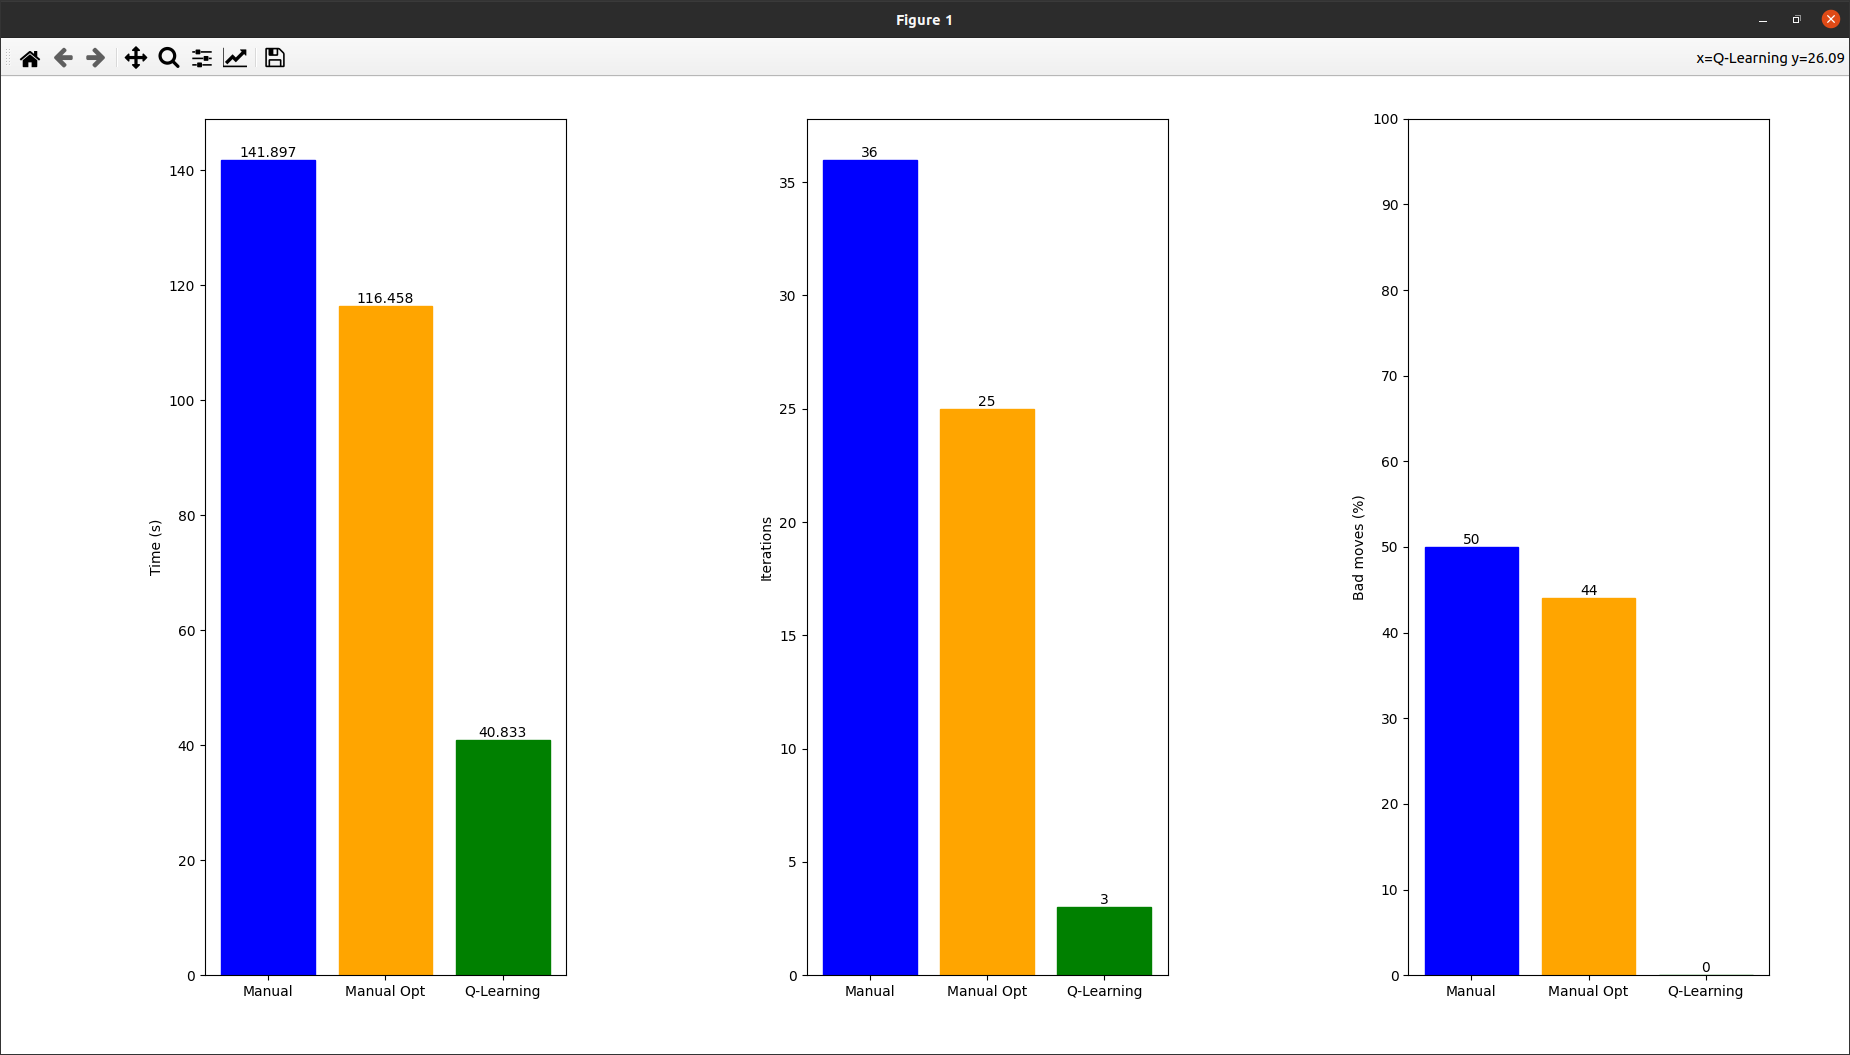 Figure 1
x=Q-Learning y=26.09
Time (s)
140
120
100
80
60
40
20
0
141.897
116.458
40.833
Manual
Manual Opt
Q-Learning
Iterations
35
30
25
20
15
10
5
0
36
25
3
Manual
Manual Opt
Q-Learning
Bad moves (%)
100
90
80
70
60
50
40
30
20
10
0
50
44
0
Manual
Manual Opt
Q-Learning